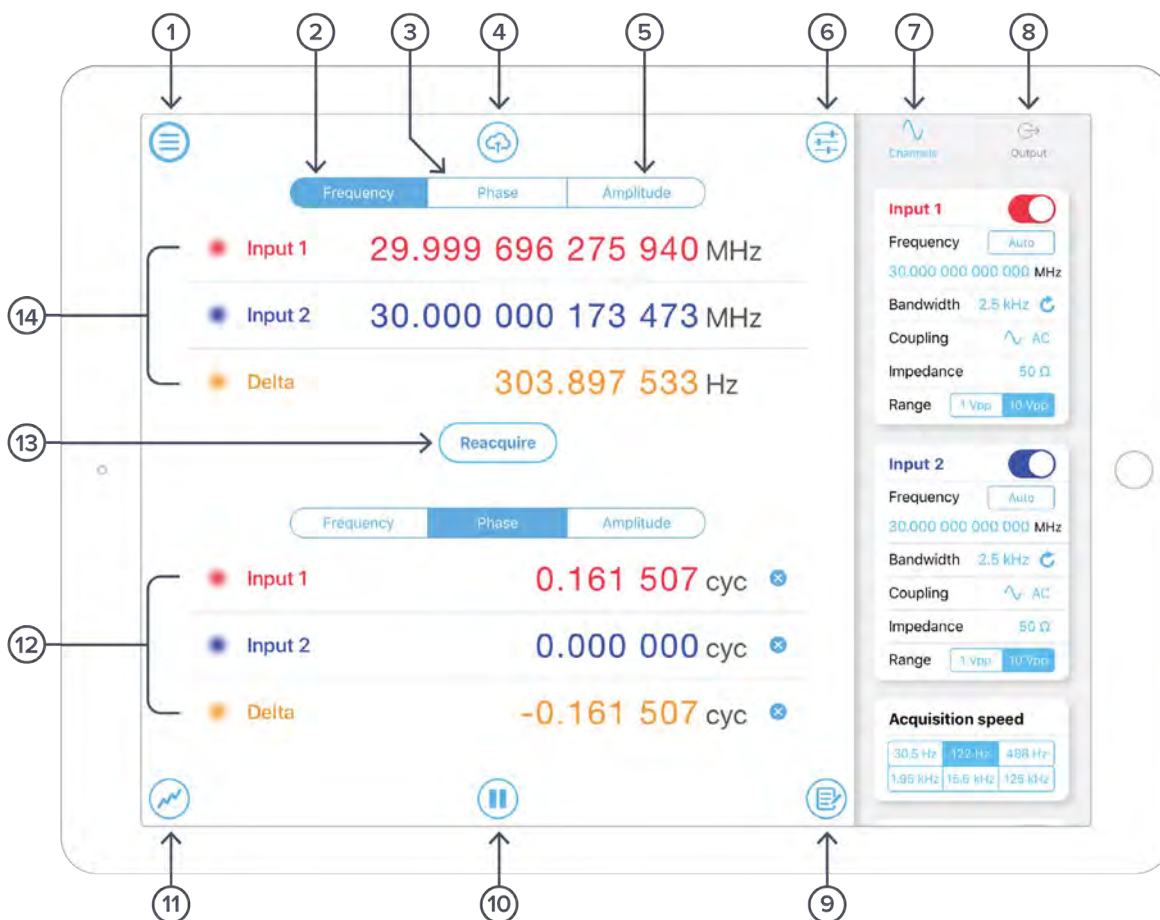 1 2 3 4 5 6 7 8
Channels Output
Frequency Phase Amplitude
Input 1 29.999 696 275 940 MHz
Input 2 30.000 000 173 473 MHz
Delta 303.897 533 Hz
14
13
Reacquire
Frequency Phase Amplitude
Input 1 0.161 507 cyc
Input 2 0.000 000 cyc
Delta -0.161 507 cyc
12
Input 1
Frequency Auto
30.000 000 000 000 MHz
Bandwidth 2.5 kHz
Coupling AC
Impedance 50 Ω
Range 1 Vpp 10 Vpp
Input 2
Frequency Auto
30.000 000 000 000 MHz
Bandwidth 2.5 kHz
Coupling AC
Impedance 50 Ω
Range 1 Vpp 10 Vpp
Acquisition speed
30.5 Hz 122 Hz 488 Hz
1.95 kHz 15.6 kHz 125 kHz
11 10 9